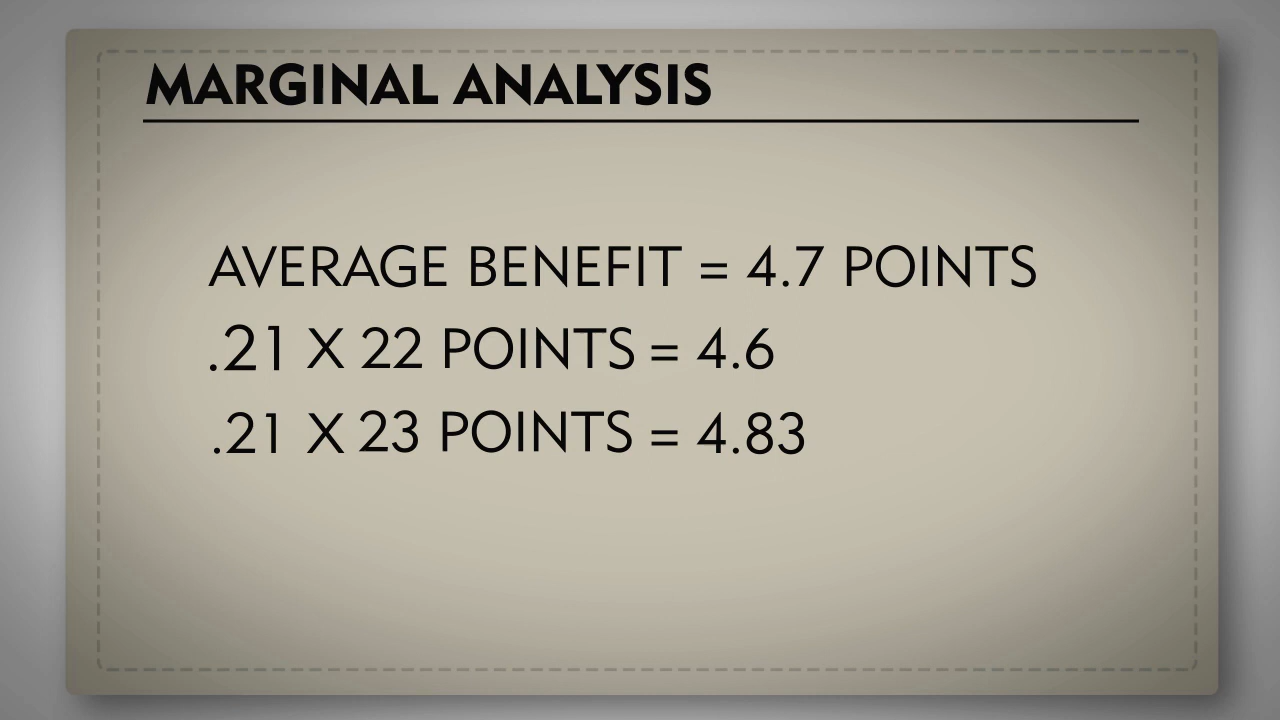 MARGINAL ANALYSIS
AVERAGE BENEFIT = 4.7 POINTS
.21 X 22 POINTS = 4.6
.21 X 23 POINTS = 4.83